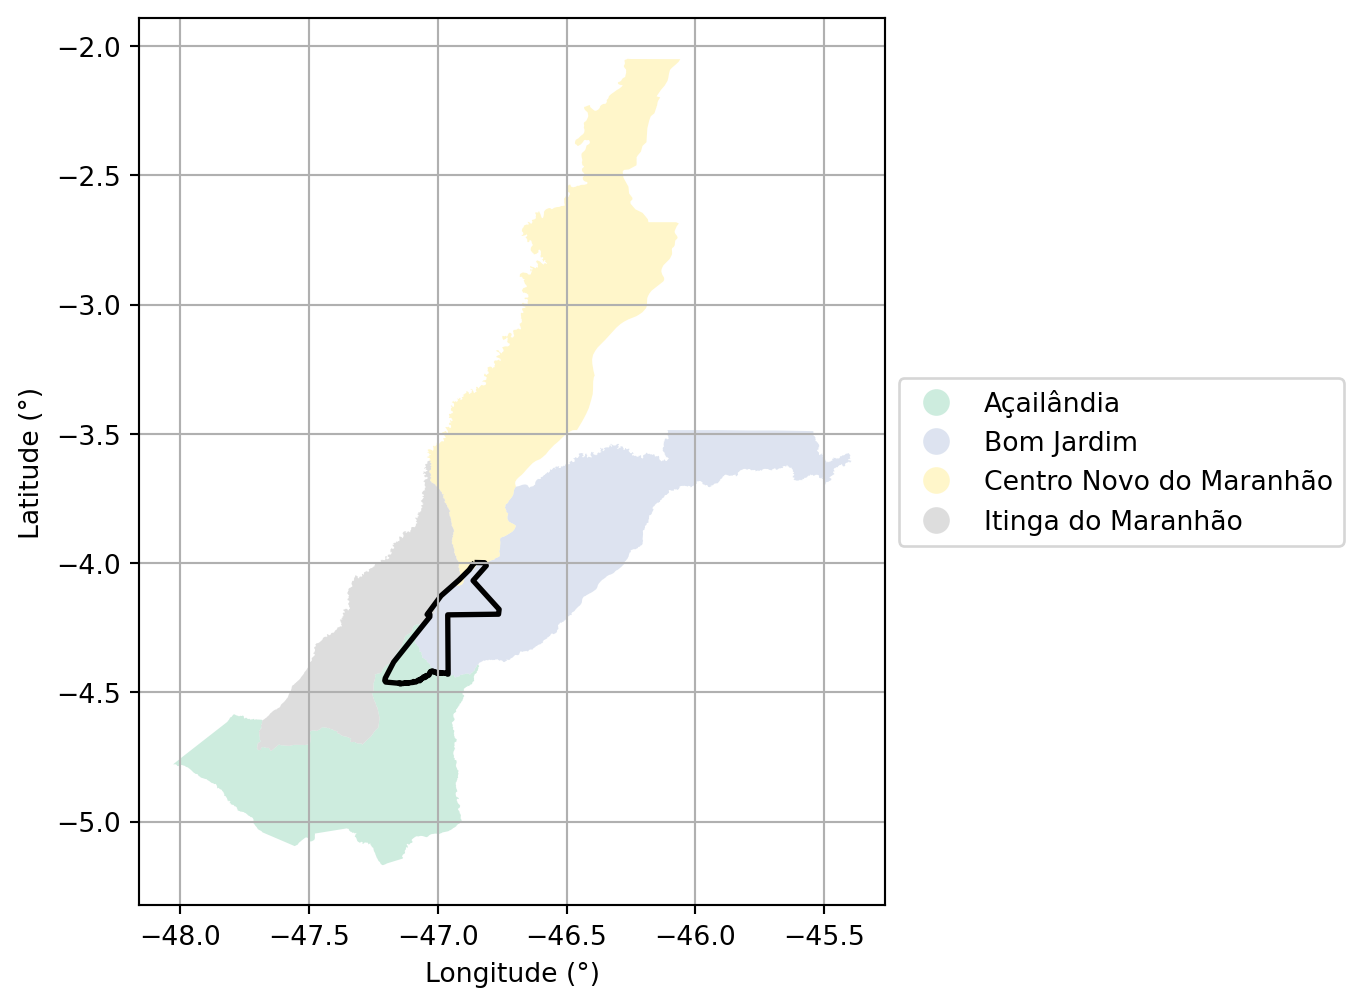 −2.0
−2.5
−3.0
−3.5
−4.0
−4.5
−5.0
Latitude (°)
−48.0 −47.5 −47.0 −46.5 −46.0 −45.5
Longitude (°)
Açailândia
Bom Jardim
Centro Novo do Maranhão
Itinga do Maranhão